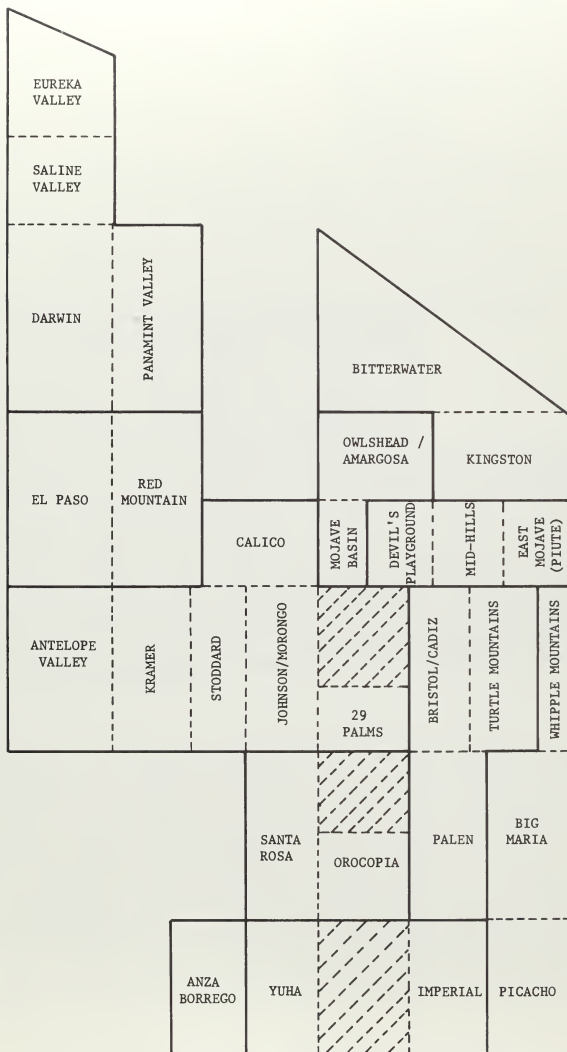 EUREKA
VALLEY
SALINE
VALLEY
DARWIN
PANAMINT VALLEY
BITTERWATER
OWLSHEAD /
AMARGOSA
KINGSTON
EL PASO
RED
MOUNTAIN
CALICO
MOJAVE
BASIN
DEVIL'S
PLAYGROUND
MID-HILLS
EAST
MOJAVE
(PIUTE)
ANTELOPE
VALLEY
KRAMER
STODDARD
JOHNSON/MORONGO
29
PALMS
BRISTOL/CADIZ
TURTLE MOUNTAINS
WHIPPLE MOUNTAINS
SANTA
ROSA
OROCOPIA
PALEN
BIG
MARIA
ANZA
BORREGO
YUHA
IMPERIAL
PICACHO